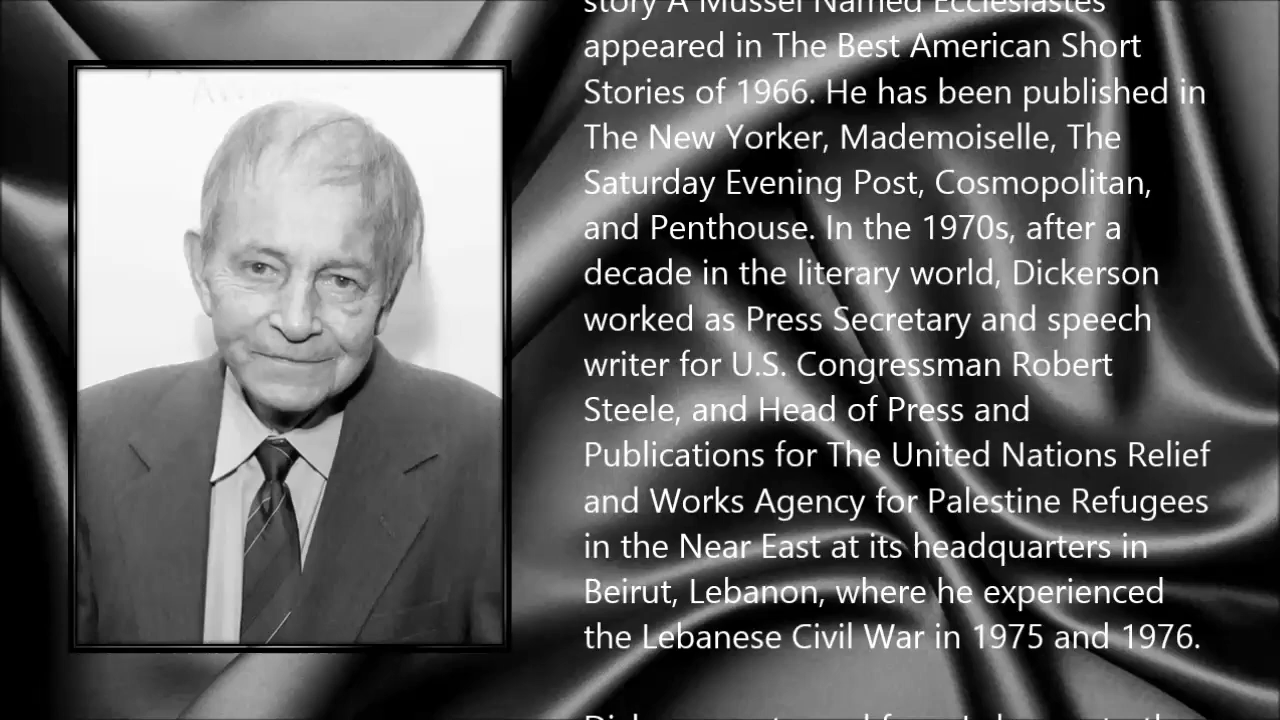 story A Mussel Named Ecclesiastes
appeared in The Best American Short
Stories of 1966. He has been published in
The New Yorker, Mademoiselle, The
Saturday Evening Post, Cosmopolitan,
and Penthouse. In the 1970s, after a
decade in the literary world, Dickerson
worked as Press Secretary and speech
writer for U.S. Congressman Robert
Steele, and Head of Press and
Publications for The United Nations Relief
and Works Agency for Palestine Refugees
in the Near East at its headquarters in
Beirut, Lebanon, where he experienced
the Lebanese Civil War in 1975 and 1976.